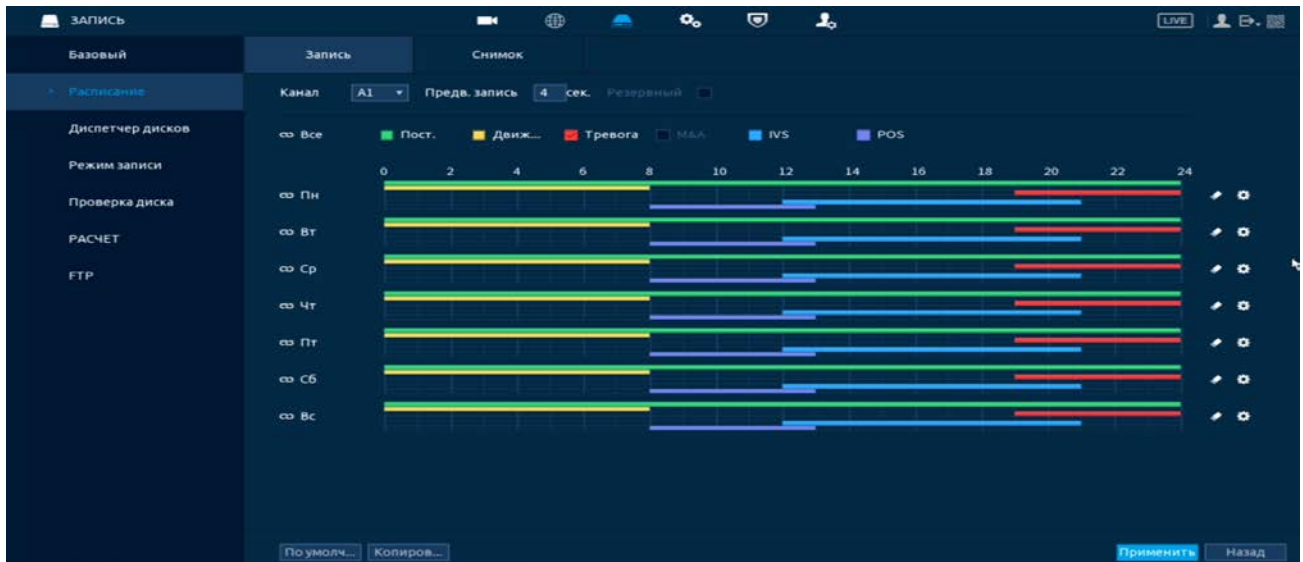 ЗАПИСЬ LIVE
Базовый Запись Снимок
Расписание Канал A1 Предв. запись 4 сек. Резервный
Диспетчер дисков Все Пост. Движ... Тревога M&A IVS POS
Режим записи
0 2 4 6 8 10 12 14 16 18 20 22 24
Пн
Проверка диска
РАСЧЕТ Вт
FTP Ср
Чт
Пт
Сб
Вс
По умолч... Копиров... Применить Назад